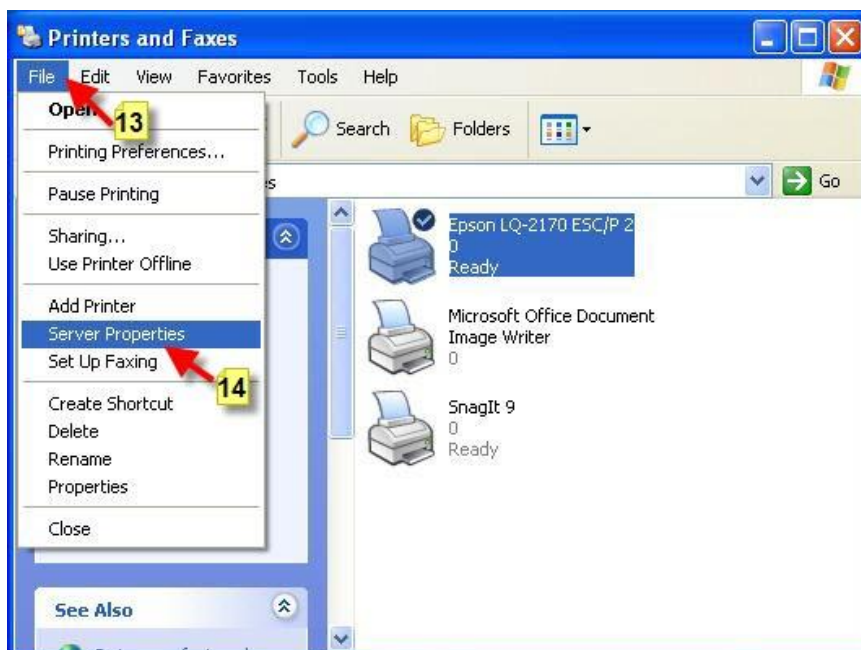 Printers and Faxes
File Edit View Favorites Tools Help
Open
13
Search Folders
Printing Preferences...
Go
Pause Printing
Sharing...
Use Printer Offline
Add Printer
Server Properties
Set Up Faxing
14
Create Shortcut
Delete
Rename
Properties
Close
See Also
Epson LQ-2170 ESC/P 2
0
Ready
Microsoft Office Document
Image Writer
0
SnagIt 9
0
Ready